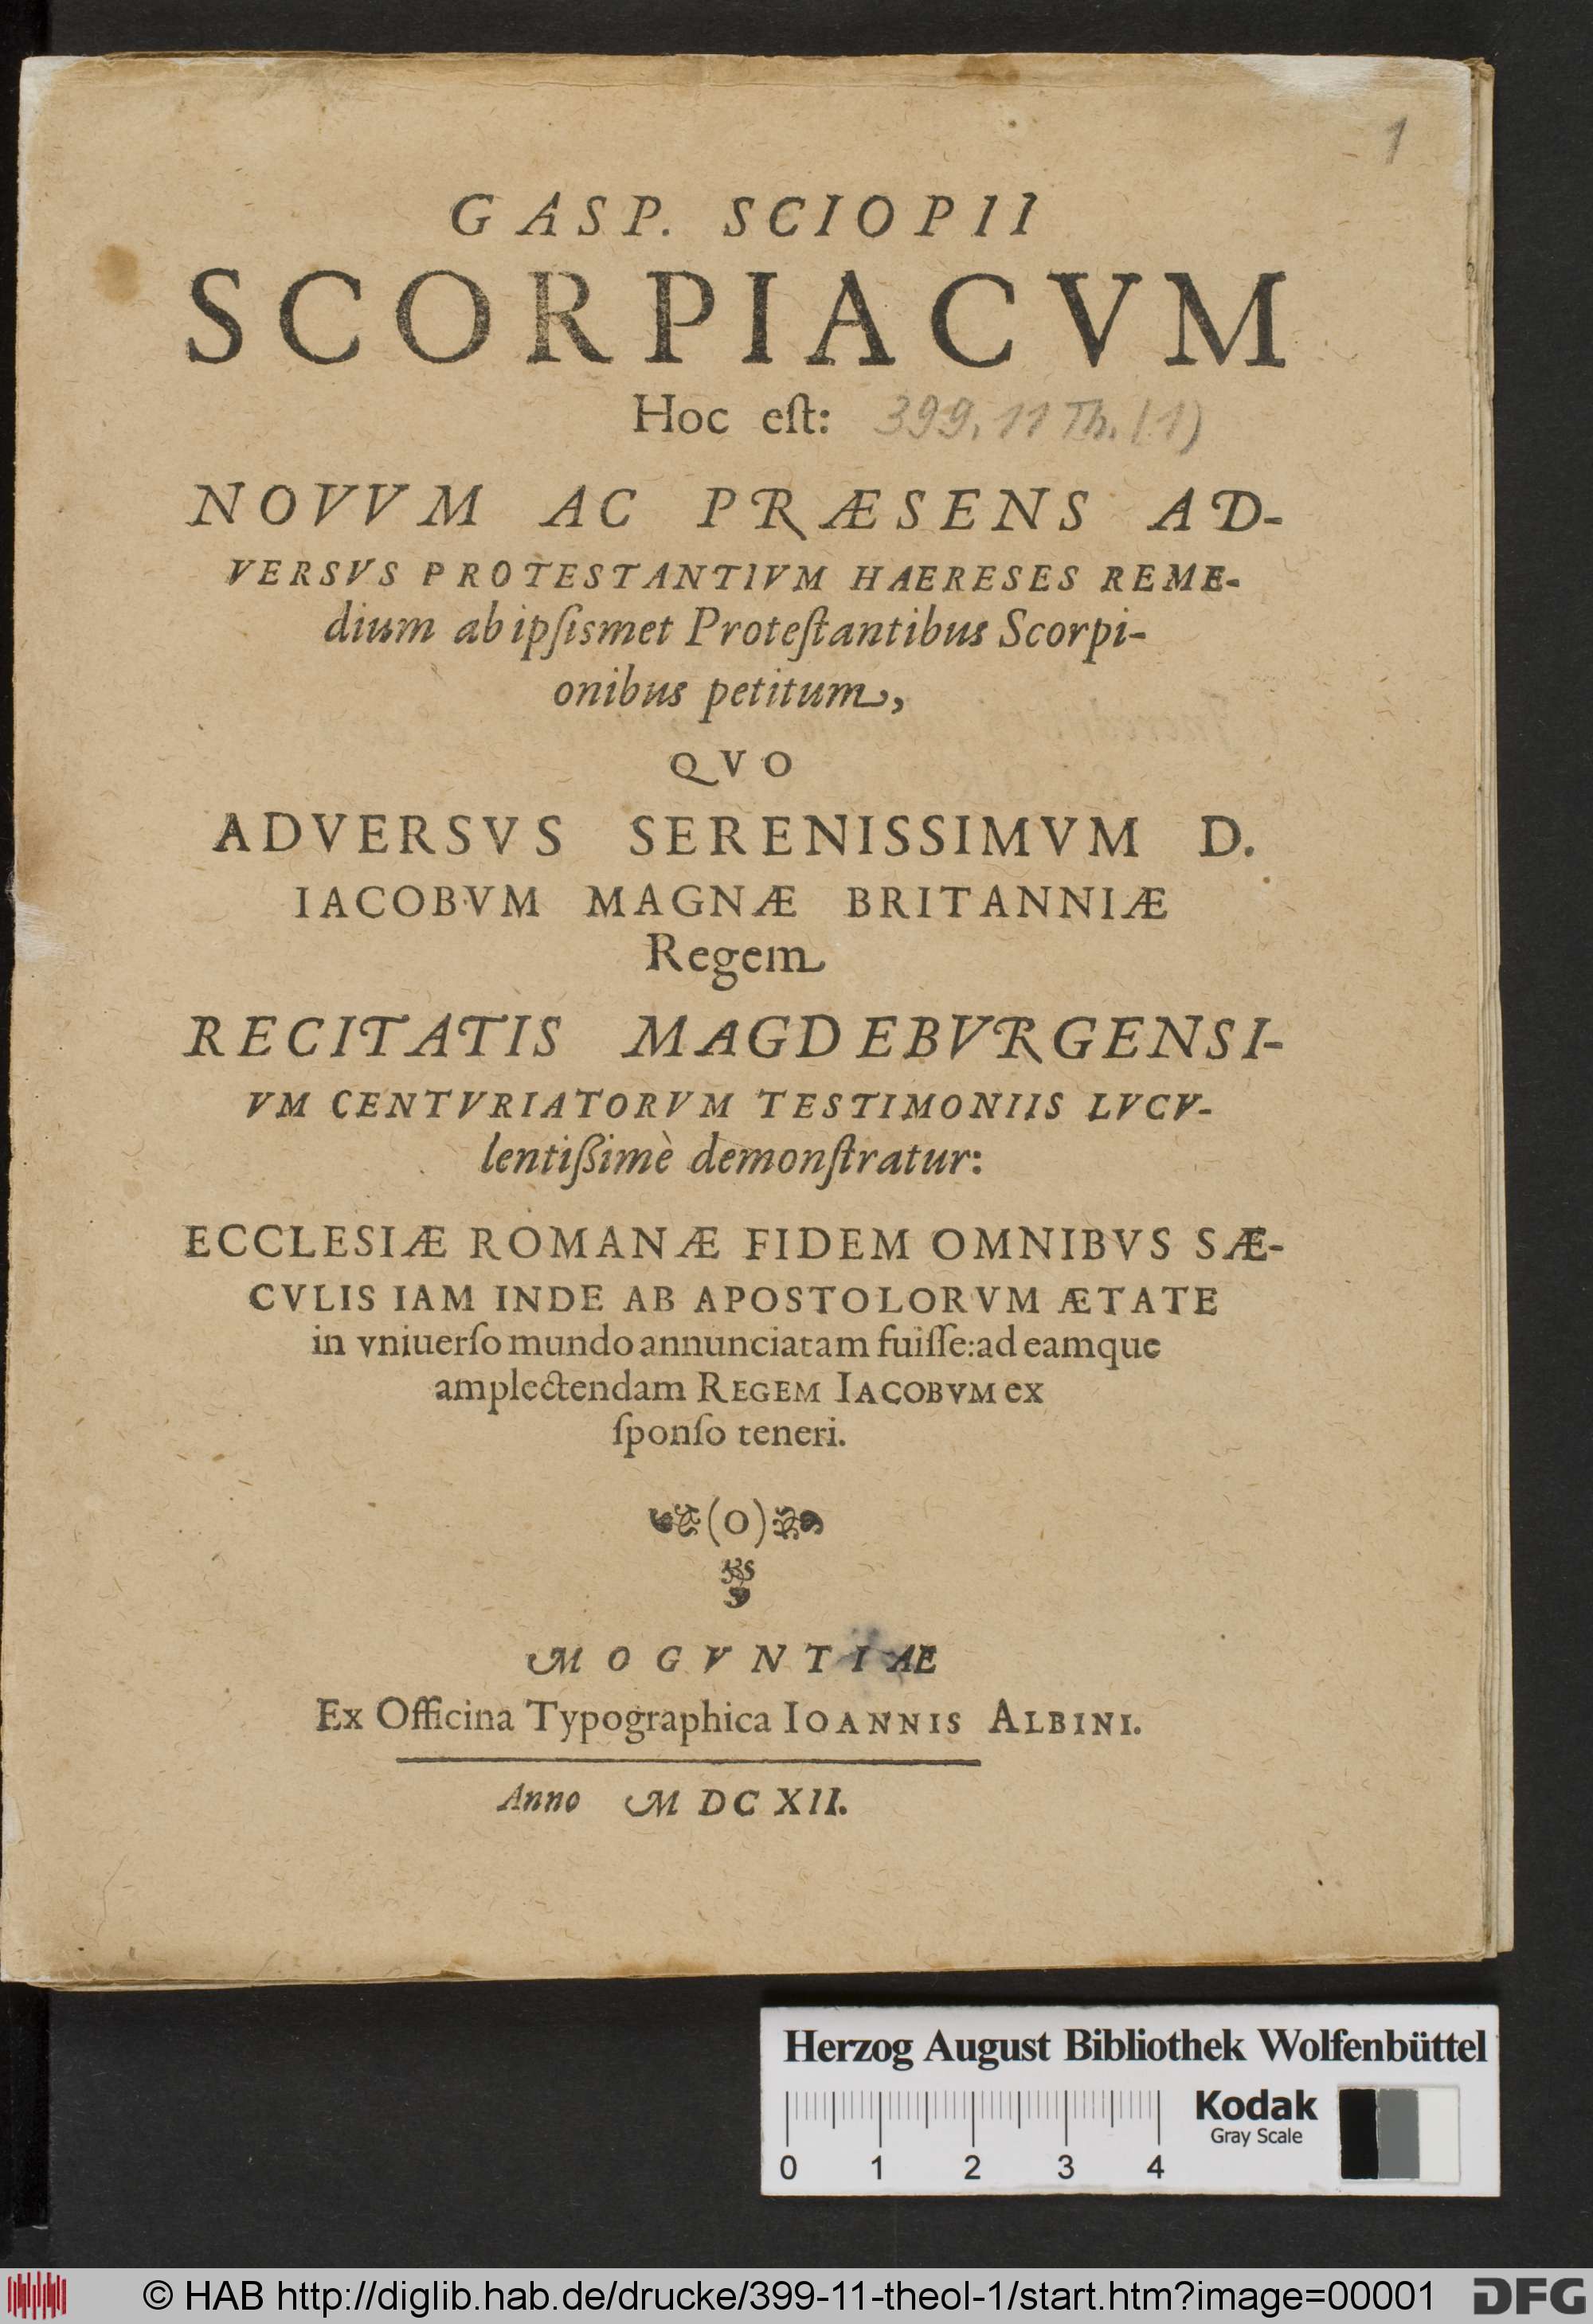 1
GASP. SCIOPII
SCORPIACVM
Hoc eſt: 399. 11 Th. (1)
NOVVM AC PRÆSENS AD-
VERSVS PROTESTANTIVM HAERESES REME-
dium ab ipſismet Proteſtantibus Scorpi-
onibus petitum,
QVO
ADVERSVS SERENISSIMVM D.
IACOBVM MAGNÆ BRITANNIÆ
Regem
RECITATIS MAGDEBVRGENSI-
VM CENTVRIATORVM TESTIMONIIS LVCV-
lentißimè demonſtratur:
ECCLESIÆ ROMANÆ FIDEM OMNIBVS SÆ-
CVLIS IAM INDE AB APOSTOLORVM ÆTATE
in vniuerſo mundo annunciatam fuiſſe: ad eamque
amplectendam REGEM IACOBVM ex
ſponſo teneri.
(O)
MOGVNTIAE
Ex Officina Typographica IOANNIS ALBINI.
Anno M DC XII.
Herzog August Bibliothek Wolfenbüttel
Kodak
Gray Scale
0 1 2 3 4
© HAB http://diglib.hab.de/drucke/399-11-theol-1/start.htm?image=00001 DFG